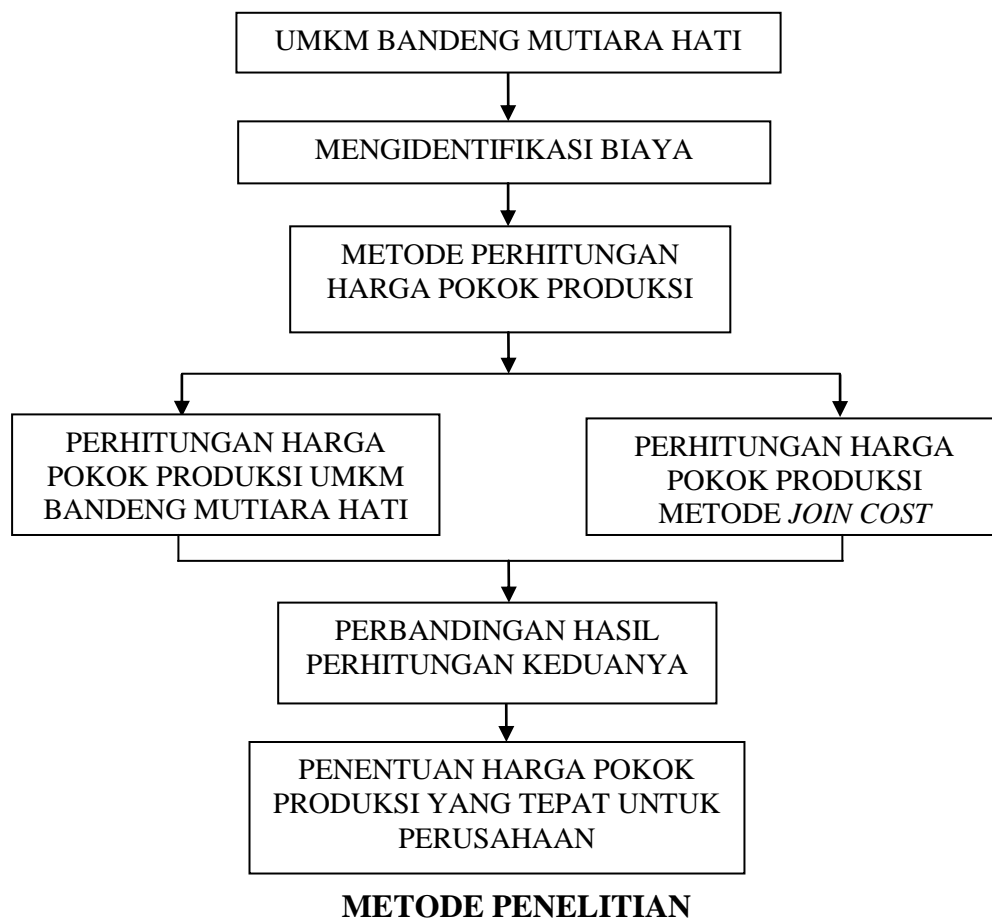 UMKM BANDENG MUTIARA HATI
MENGIDENTIFIKASI BIAYA
METODE PERHITUNGAN
HARGA POKOK PRODUKSI
PERHITUNGAN HARGA
POKOK PRODUKSI UMKM
BANDENG MUTIARA HATI
PERHITUNGAN HARGA
POKOK PRODUKSI
METODE JOIN COST
PERBANDINGAN HASIL
PERHITUNGAN KEDUANYA
PENENTUAN HARGA POKOK
PRODUKSI YANG TEPAT UNTUK
PERUSAHAAN
METODE PENELITIAN